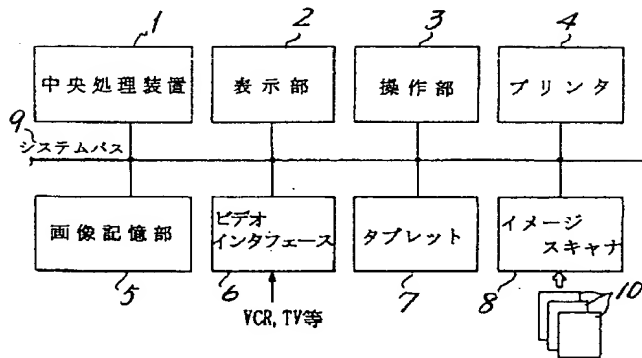 1
2
3
4
中央処理装置
表示部
操作部
プリンタ
9
システムバス
画像記憶部
ビデオ
インタフェース
タブレット
イメージ
スキャナ
5
6
7
8
10
VCR,TV等